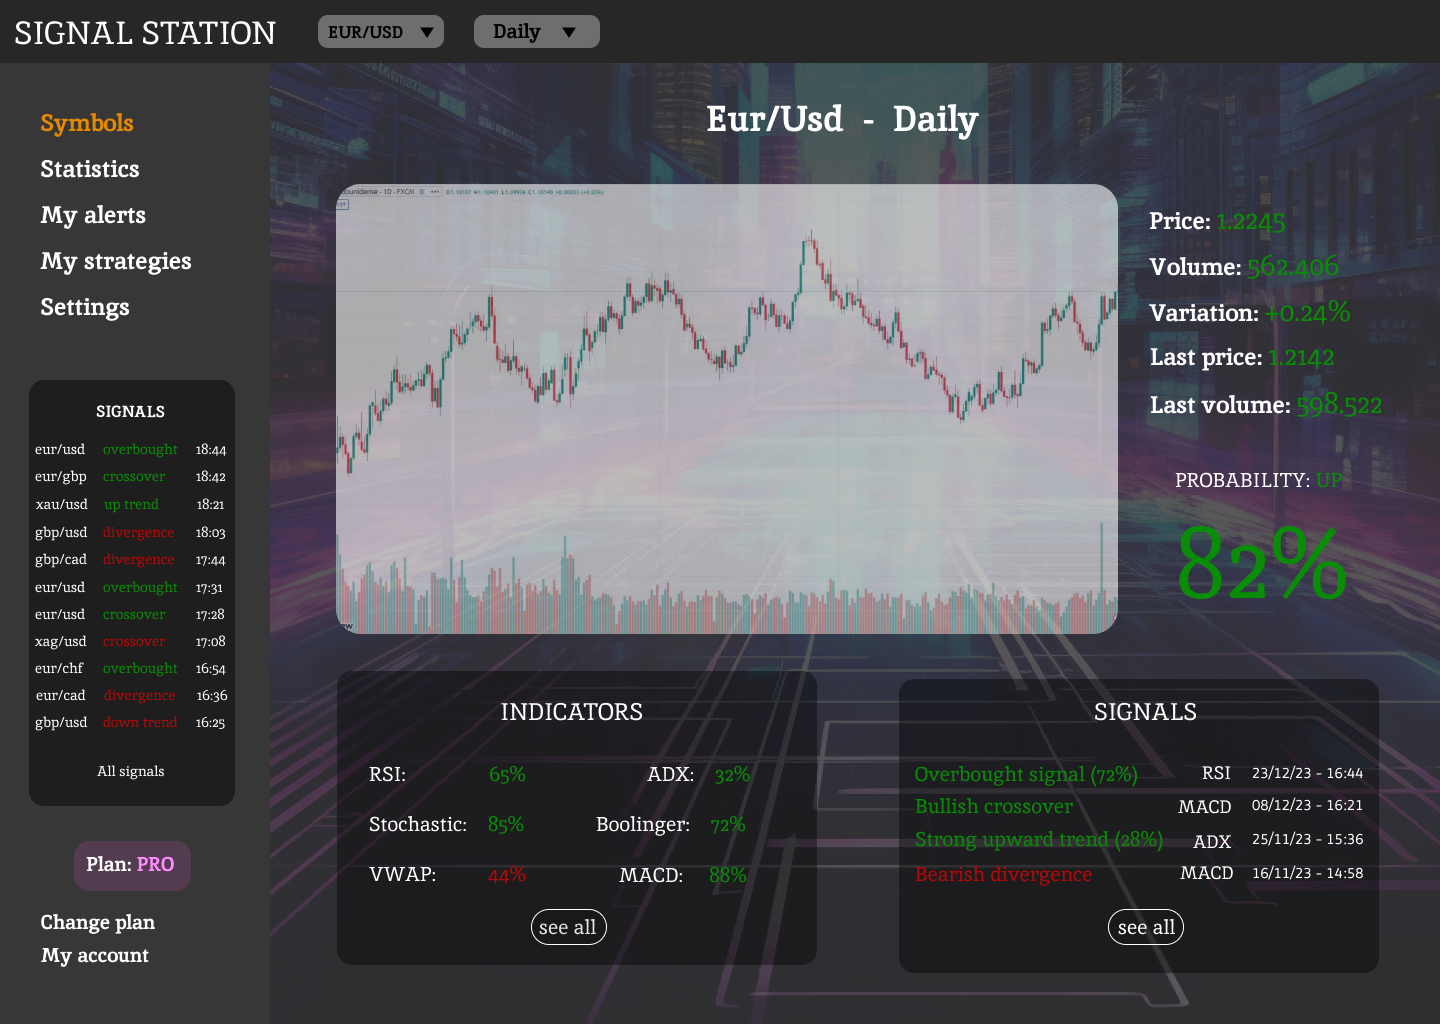 SIGNAL STATION
EUR/USD
Daily
Symbols
Statistics
My alerts
My strategies
Settings
SIGNALS
eur/usd overbought 18:44
eur/gbp crossover 18:42
xau/usd up trend 18:21
gbp/usd divergence 18:03
gbp/cad divergence 17:44
eur/usd overbought 17:31
eur/usd crossover 17:28
xag/usd crossover 17:08
eur/chf overbought 16:54
eur/cad divergence 16:36
gbp/usd down trend 16:25
All signals
Plan: PRO
Change plan
My account
Eur/Usd - Daily
1D - FXCM
Price: 1.2245
Volume: 562.406
Variation: +0.24%
Last price: 1.2142
Last volume: 598.522
PROBABILITY: UP
82%
INDICATORS
RSI: 65% ADX: 32%
Stochastic: 85% Boolinger: 72%
VWAP: 44% MACD: 88%
see all
SIGNALS
Overbought signal (72%) RSI 23/12/23 - 16:44
Bullish crossover MACD 08/12/23 - 16:21
Strong upward trend (28%) ADX 25/11/23 - 15:36
Bearish divergence MACD 16/11/23 - 14:58
see all